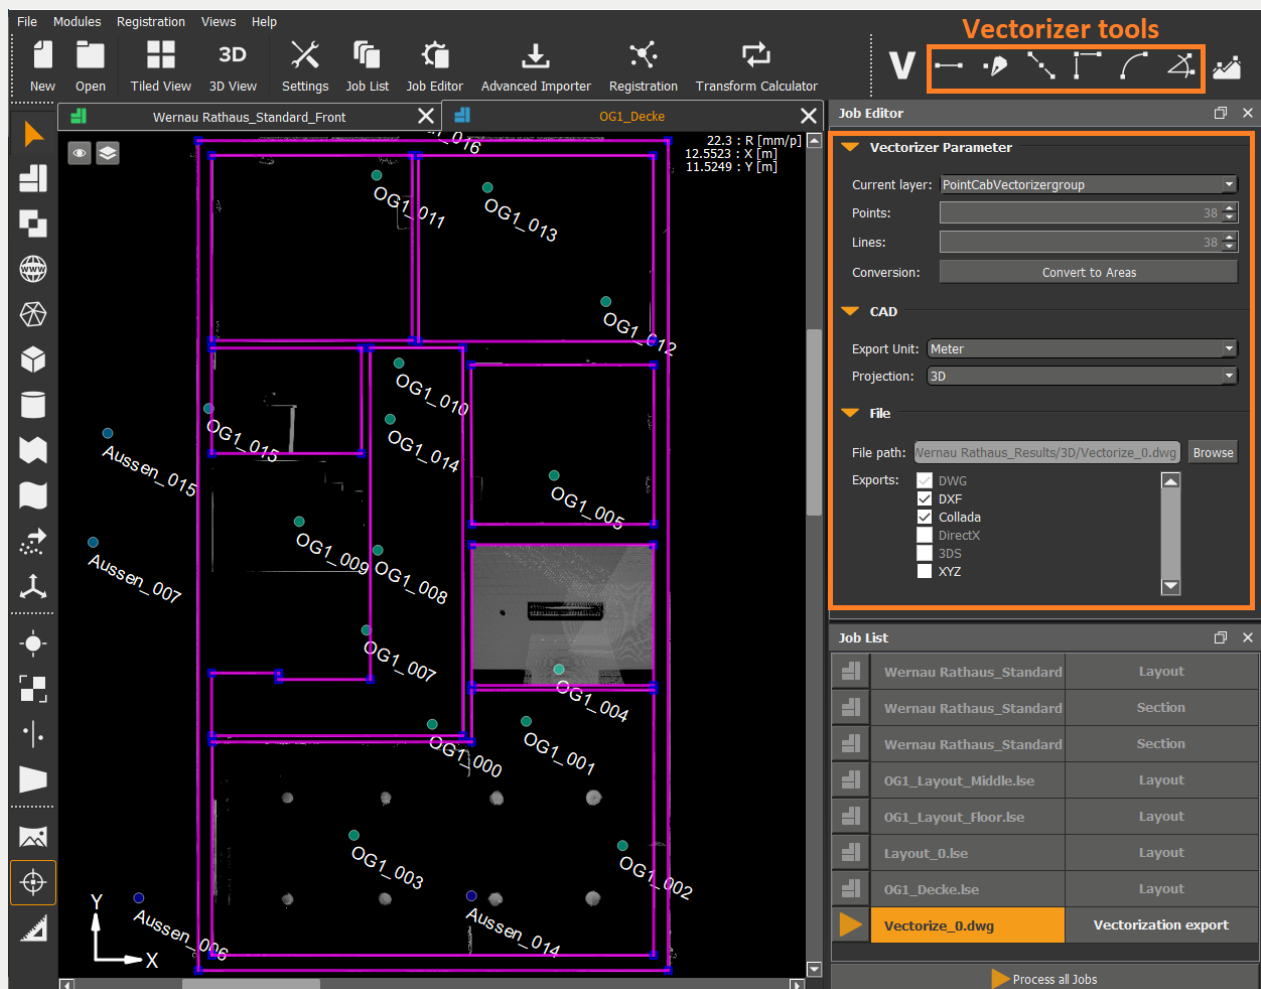 Vectorizer tools
File Modules Registration Views Help
3D
V
New Open Tiled View 3D View Settings Job List Job Editor Advanced Importer Registration Transform Calculator
Wernau Rathaus_Standard_Front
OG1_Decke
22.3 : R [mm/p]
12.5523 : X [m]
11.5249 : Y [m]
www
_016
OG1_011
OG1_013
OG1_012
OG1_010
OG1_014
OG1_015
Aussen_015
OG1_005
OG1_009
OG1_008
Aussen_007
OG1_007
OG1_004
OG1_000
OG1_001
OG1_003
OG1_002
Aussen_006
Aussen_014
Y
X
Job Editor
Vectorizer Parameter
Current layer: PointCabVectorizergroup
Points: 38
Lines: 38
Conversion: Convert to Areas
CAD
Export Unit: Meter
Projection: 3D
File
File path: Wernau Rathaus_Results/3D/Vectorize_0.dwg Browse
Exports: DWG
DXF
Collada
DirectX
3DS
XYZ
Job List
Wernau Rathaus_Standard Layout
Wernau Rathaus_Standard Section
Wernau Rathaus_Standard Section
OG1_Layout_Middle.lse Layout
OG1_Layout_Floor.lse Layout
Layout_0.lse Layout
OG1_Decke.lse Layout
Vectorize_0.dwg Vectorization export
Process all Jobs